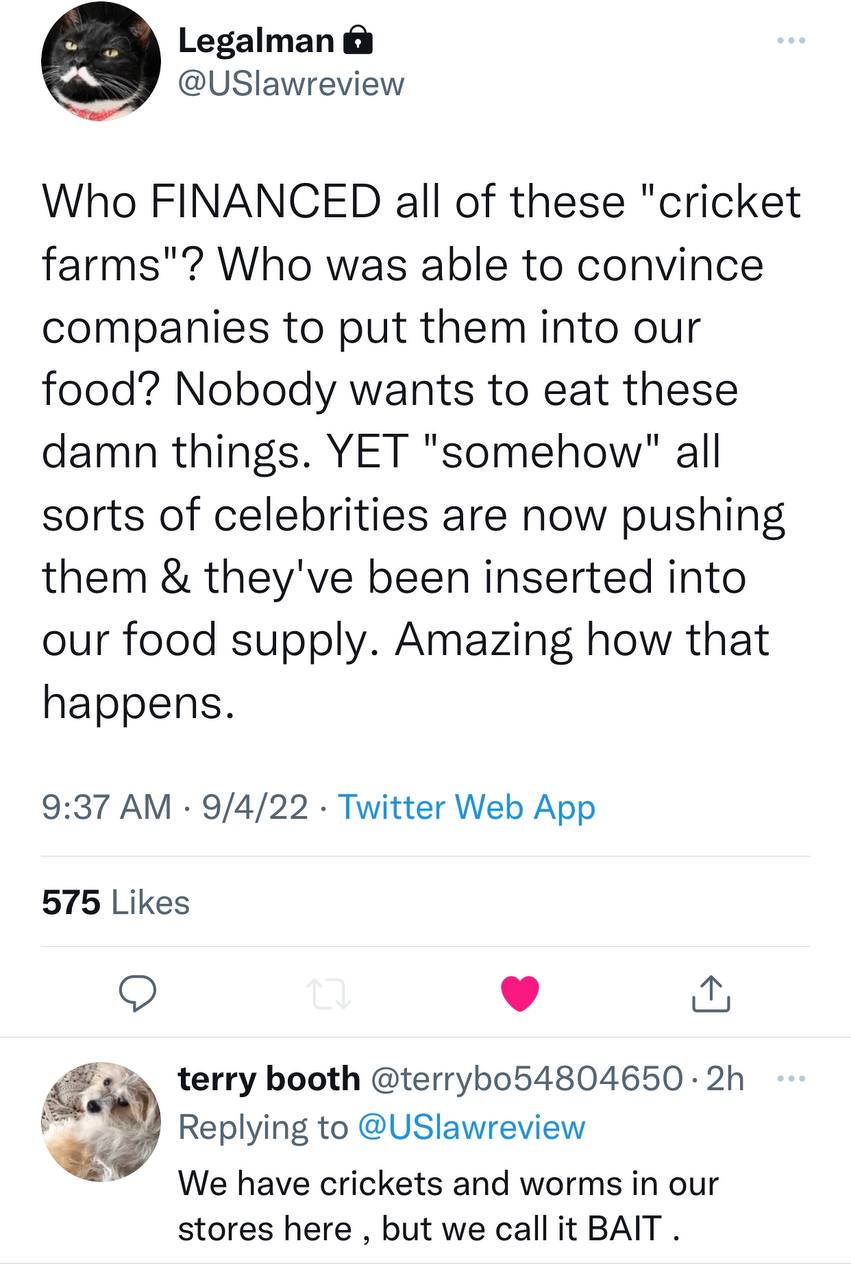 Legalman
@USlawreview
Who FINANCED all of these "cricket
farms"? Who was able to convince
companies to put them into our
food? Nobody wants to eat these
damn things. YET "somehow" all
sorts of celebrities are now pushing
them & they've been inserted into
our food supply. Amazing how that
happens.
9:37 AM · 9/4/22 · Twitter Web App
575 Likes
terry booth @terrybo54804650 · 2h
Replying to @USlawreview
We have crickets and worms in our
stores here , but we call it BAIT .